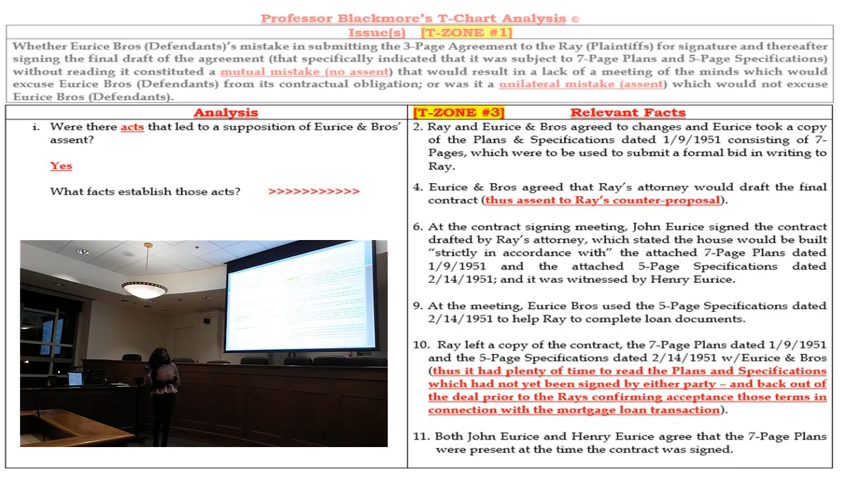 Professor Blackmore's T-Chart Analysis ©
Issue(s) [T-ZONE #1]
Whether Eurice Bros (Defendants)'s mistake in submitting the 3-Page Agreement to the Ray (Plaintiffs) for signature and thereafter
signing the final draft of the agreement (that specifically indicated that it was subject to 7-Page Plans and 5-Page Specifications)
without reading it constituted a mutual mistake (no assent) that would result in a lack of a meeting of the minds which would
excuse Eurice Bros (Defendants) from its contractual obligation; or was it a unilateral mistake (assent) which would not excuse
Eurice Bros (Defendants).
Analysis
i. Were there acts that led to a supposition of Eurice & Bros'
assent?
Yes
What facts establish those acts? >>>>>>>>>>>
[T-ZONE #3] Relevant Facts
2. Ray and Eurice & Bros agreed to changes and Eurice took a copy
of the Plans & Specifications dated 1/9/1951 consisting of 7-
Pages, which were to be used to submit a formal bid in writing to
Ray.
4. Eurice & Bros agreed that Ray's attorney would draft the final
contract (thus assent to Ray's counter-proposal).
6. At the contract signing meeting, John Eurice signed the contract
drafted by Ray's attorney, which stated the house would be built
"strictly in accordance with" the attached 7-Page Plans dated
1/9/1951 and the attached 5-Page Specifications dated
2/14/1951; and it was witnessed by Henry Eurice.
9. At the meeting, Eurice Bros used the 5-Page Specifications dated
2/14/1951 to help Ray to complete loan documents.
10. Ray left a copy of the contract, the 7-Page Plans dated 1/9/1951
and the 5-Page Specifications dated 2/14/1951 w/Eurice & Bros
(thus it had plenty of time to read the Plans and Specifications
which had not yet been signed by either party – and back out of
the deal prior to the Rays confirming acceptance those terms in
connection with the mortgage loan transaction).
11. Both John Eurice and Henry Eurice agree that the 7-Page Plans
were present at the time the contract was signed.